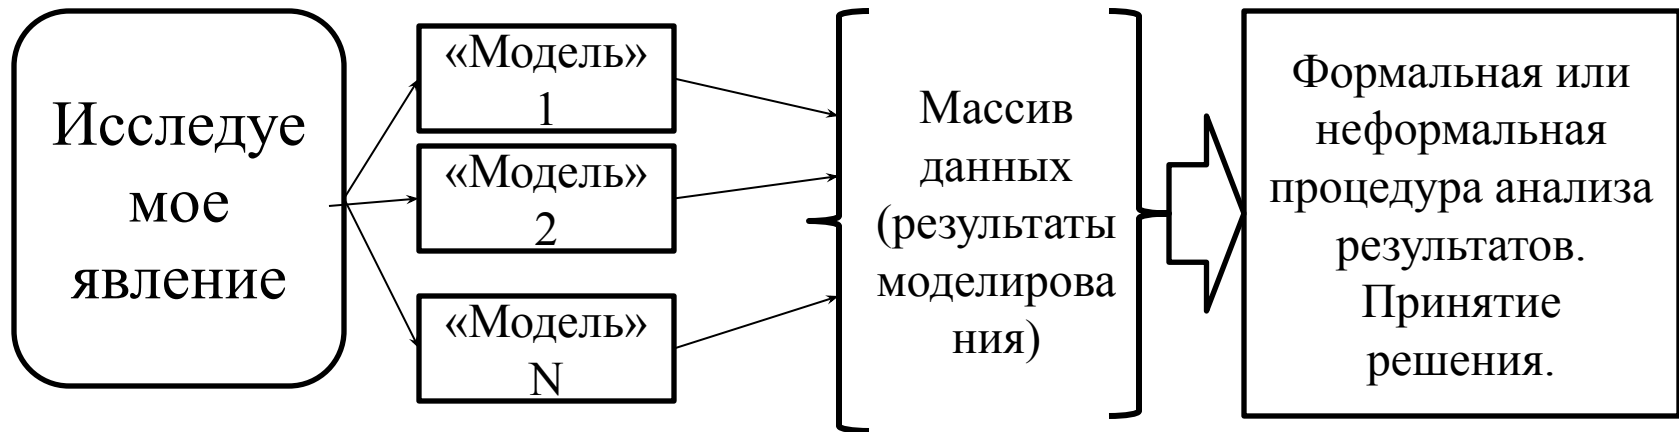 Исследуе
мое
явление
«Модель»
1
«Модель»
2
«Модель»
N
Массив
данных
(результаты
моделирова
ния)
Формальная или
неформальная
процедура анализа
результатов.
Принятие
решения.